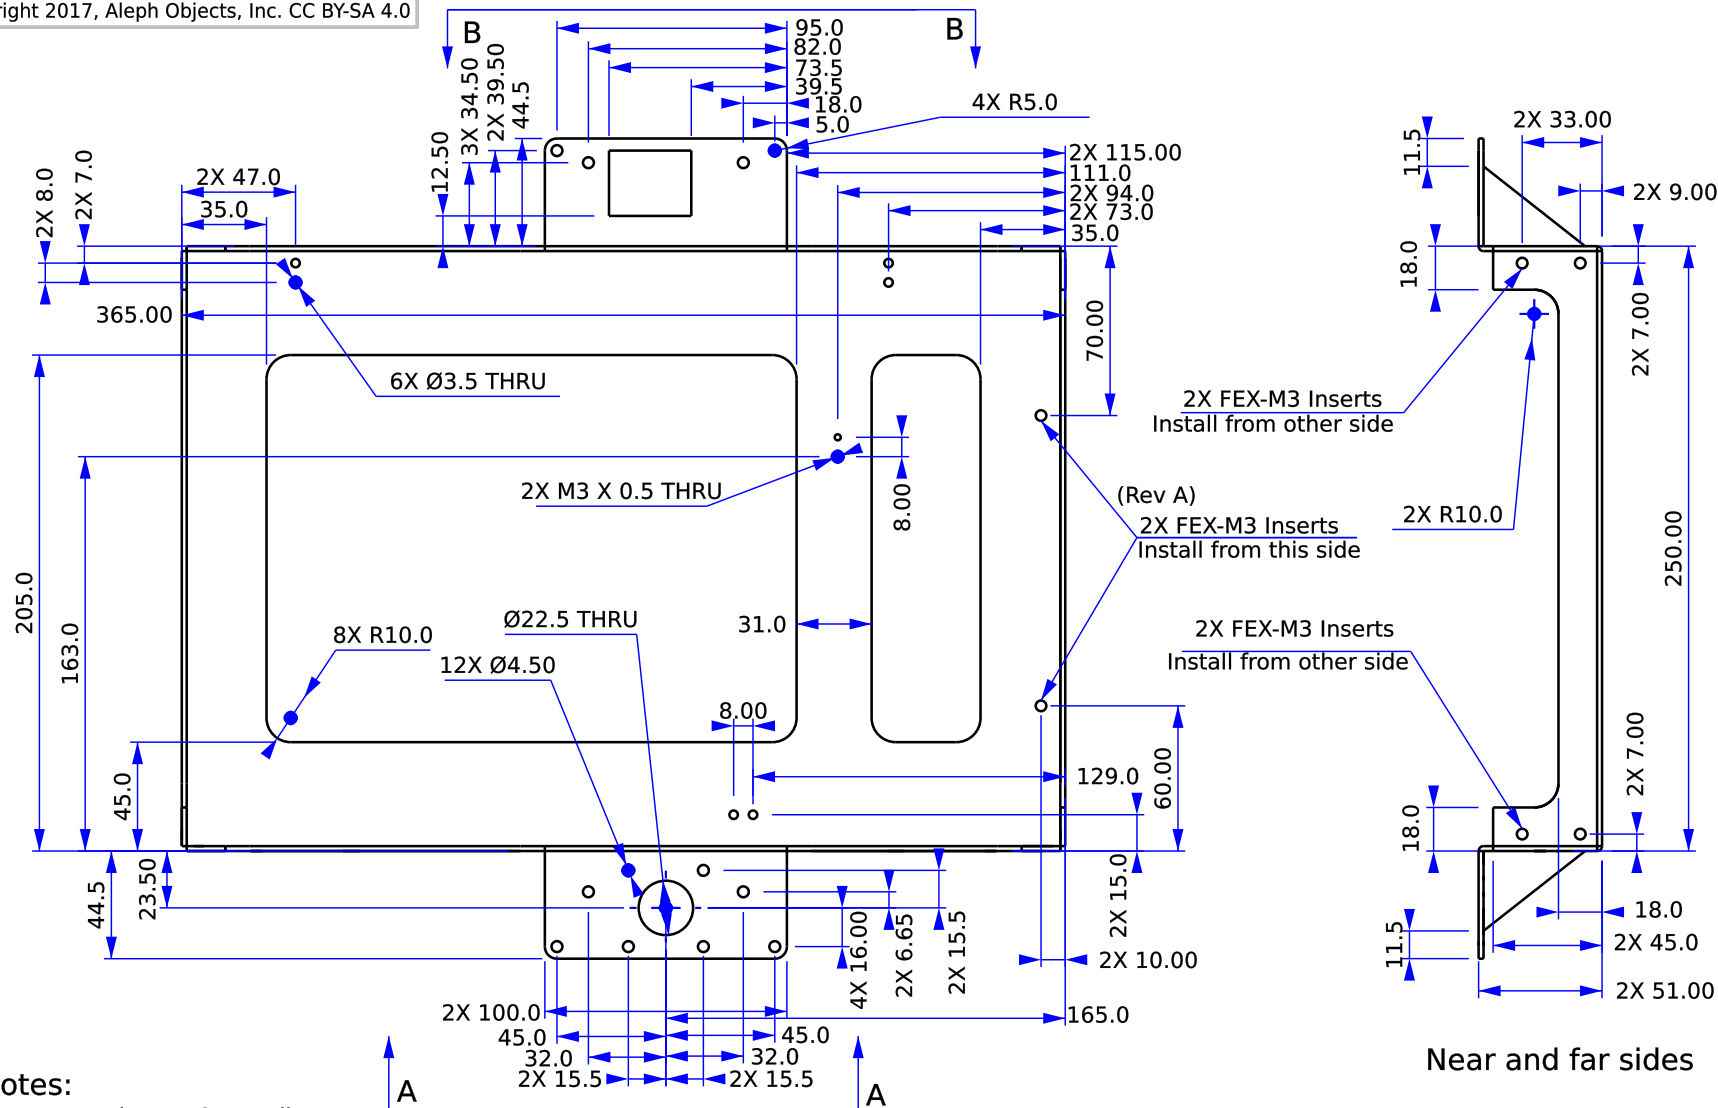 right 2017, Aleph Objects, Inc. CC BY-SA 4.0
B
B
95.0
82.0
73.5
39.5
18.0
5.0
4X R5.0
3X 34.50
2X 39.50
44.5
12.50
2X 115.00
111.0
2X 94.0
2X 73.0
35.0
2X 8.0
2X 7.0
2X 47.0
35.0
365.00
6X Ø3.5 THRU
70.00
2X M3 X 0.5 THRU
8.00
(Rev A)
2X FEX-M3 Inserts
Install from this side
205.0
163.0
8X R10.0
Ø22.5 THRU
12X Ø4.50
31.0
8.00
129.0
60.00
45.0
23.50
44.5
2X 15.0
4X 16.00
2X 6.65
2X 15.5
2X 10.00
2X 100.0
165.0
45.0
45.0
32.0
32.0
2X 15.5
2X 15.5
A
A
otes:
11.5
2X 33.00
2X 9.00
18.0
2X 7.00
2X FEX-M3 Inserts
Install from other side
2X R10.0
250.00
2X FEX-M3 Inserts
Install from other side
2X 7.00
18.0
18.0
11.5
2X 45.0
2X 51.00
Near and far sides